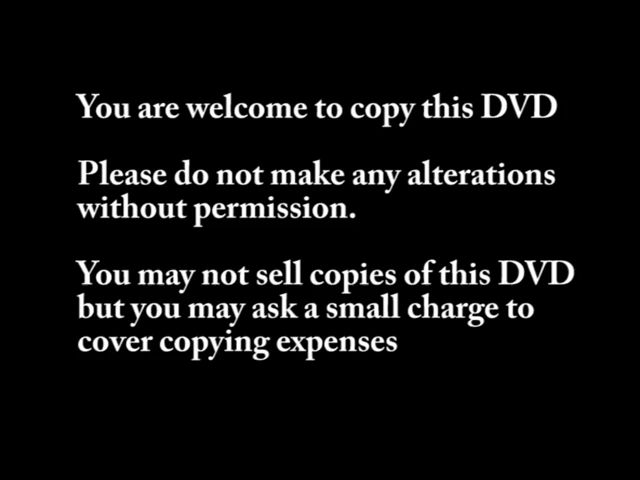 You are welcome to copy this DVD
Please do not make any alterations
without permission.
You may not sell copies of this DVD
but you may ask a small charge to
cover copying expenses